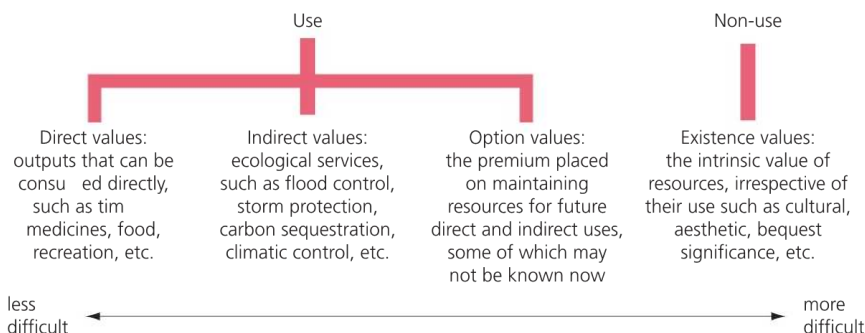 Use
Non-use
Direct values:
outputs that can be
consu ed directly,
such as tim
medicines, food,
recreation, etc.
Indirect values:
ecological services,
such as flood control,
storm protection,
carbon sequestration,
climatic control, etc.
Option values:
the premium placed
on maintaining
resources for future
direct and indirect uses,
some of which may
not be known now
Existence values:
the intrinsic value of
resources, irrespective of
their use such as cultural,
aesthetic, bequest
significance, etc.
less
difficult
more
difficult